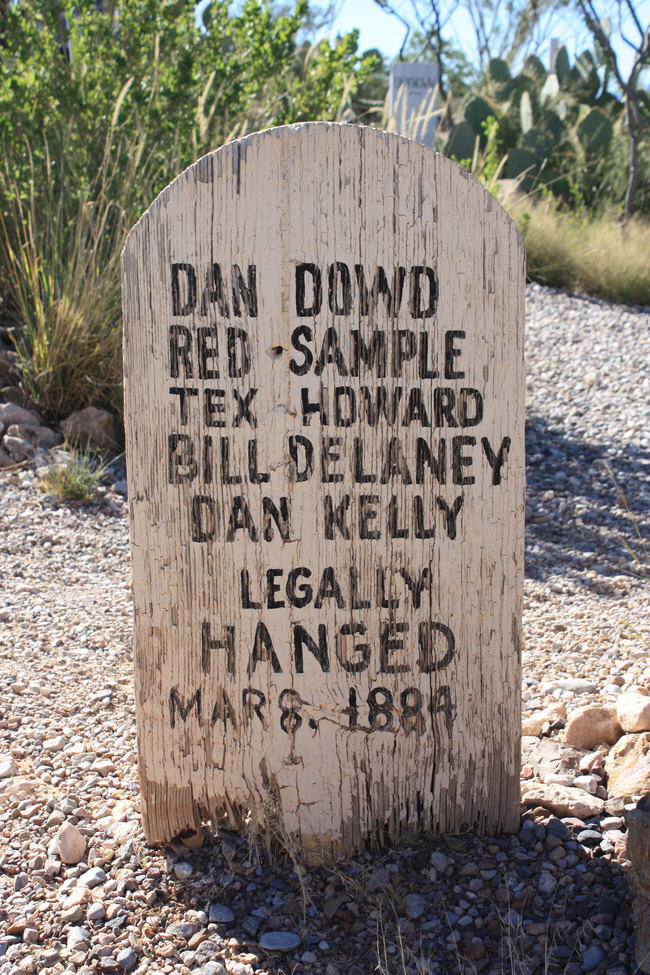 DAN DOWD
RED SAMPLE
TEX HOWARD
BILL DELANEY
DAN KELLY
LEGALLY
HANGED
MAR 8, 1884